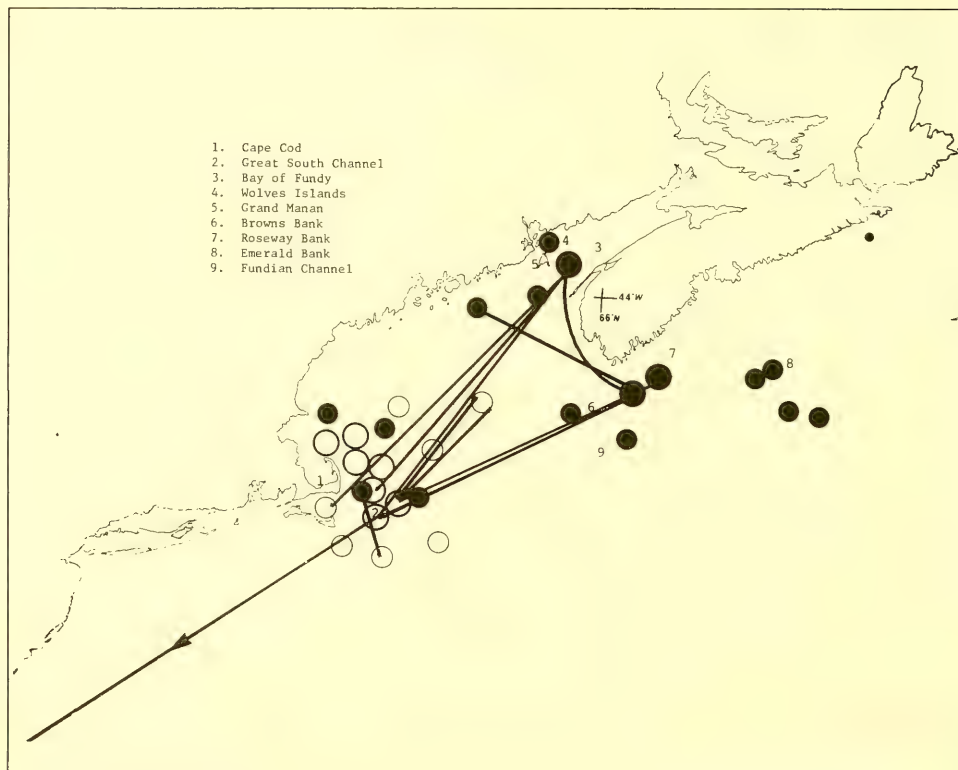 1. Cape Cod
2. Great South Channel
3. Bay of Fundy
4. Wolves Islands
5. Grand Manan
6. Browns Bank
7. Roseway Bank
8. Emerald Bank
9. Fundian Channel
4
3
5
44°W
66°N
7
8
6
9
1
2